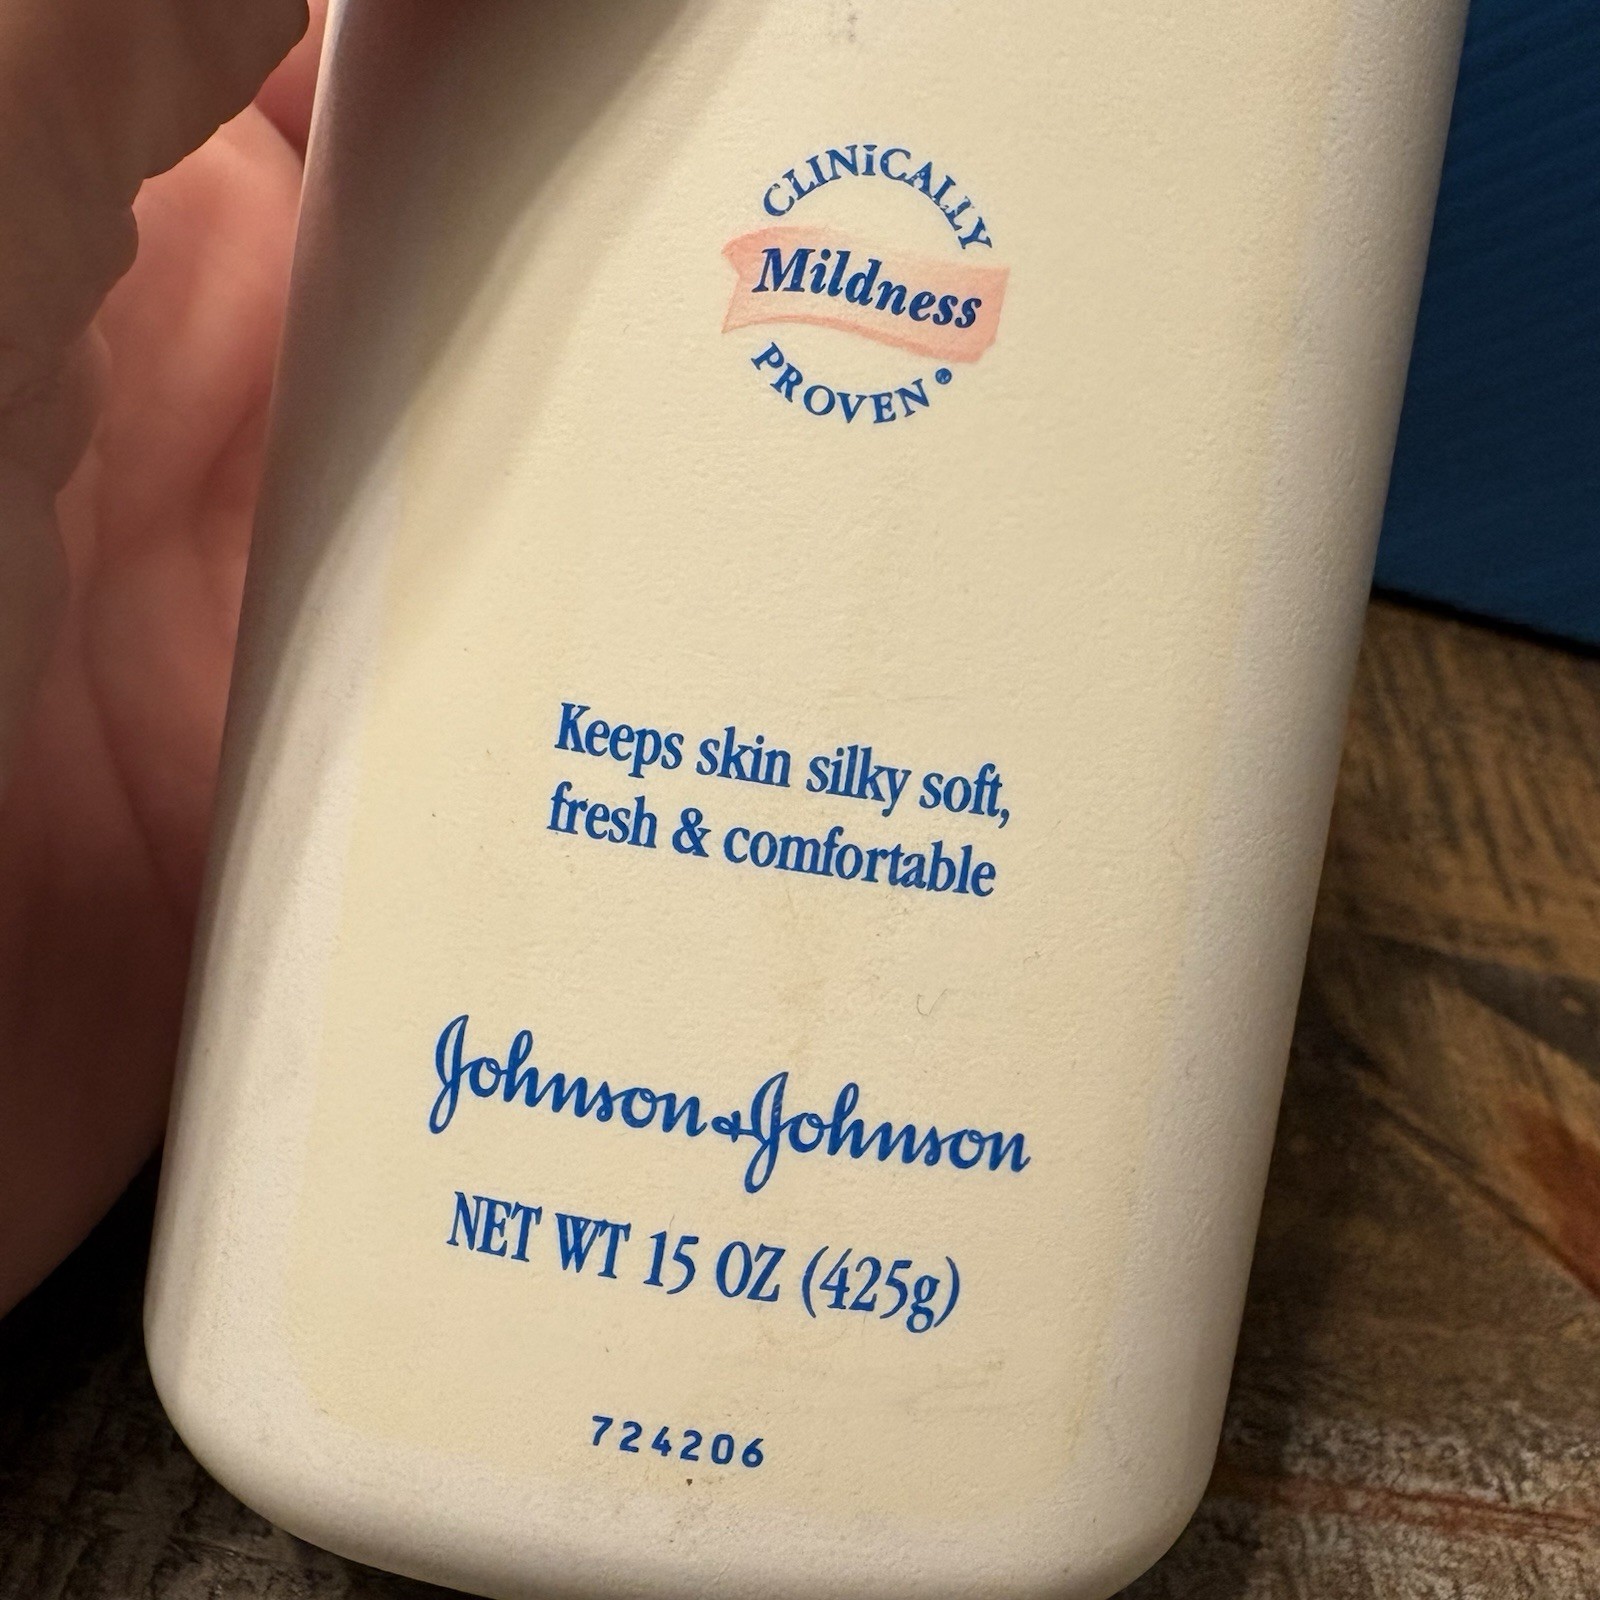 CLINiCALLY
Mildness
PROVEN®
Keeps skin silky soft,
fresh & comfortable
Johnson & Johnson
NET WT 15 OZ (425g)
724206